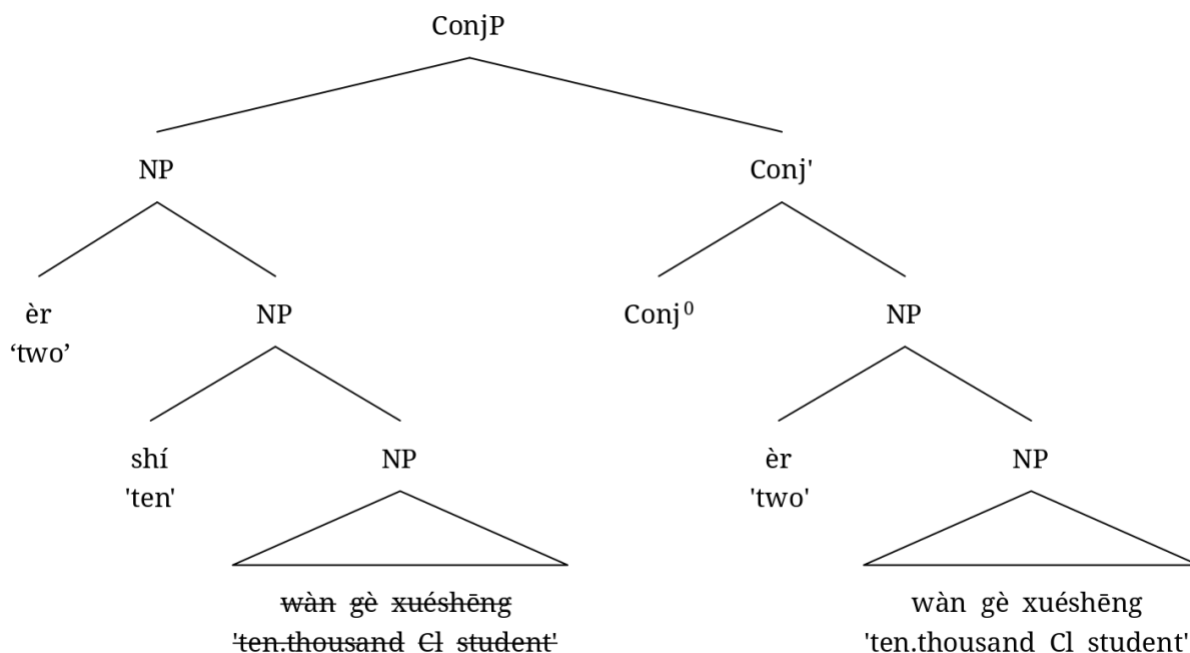 ConjP
NP Conj'
èr NP Conj⁰ NP
‘two’
shí NP èr NP
'ten' 'two'
wàn gè xuéshēng wàn gè xuéshēng
'ten.thousand Cl student' 'ten.thousand Cl student'